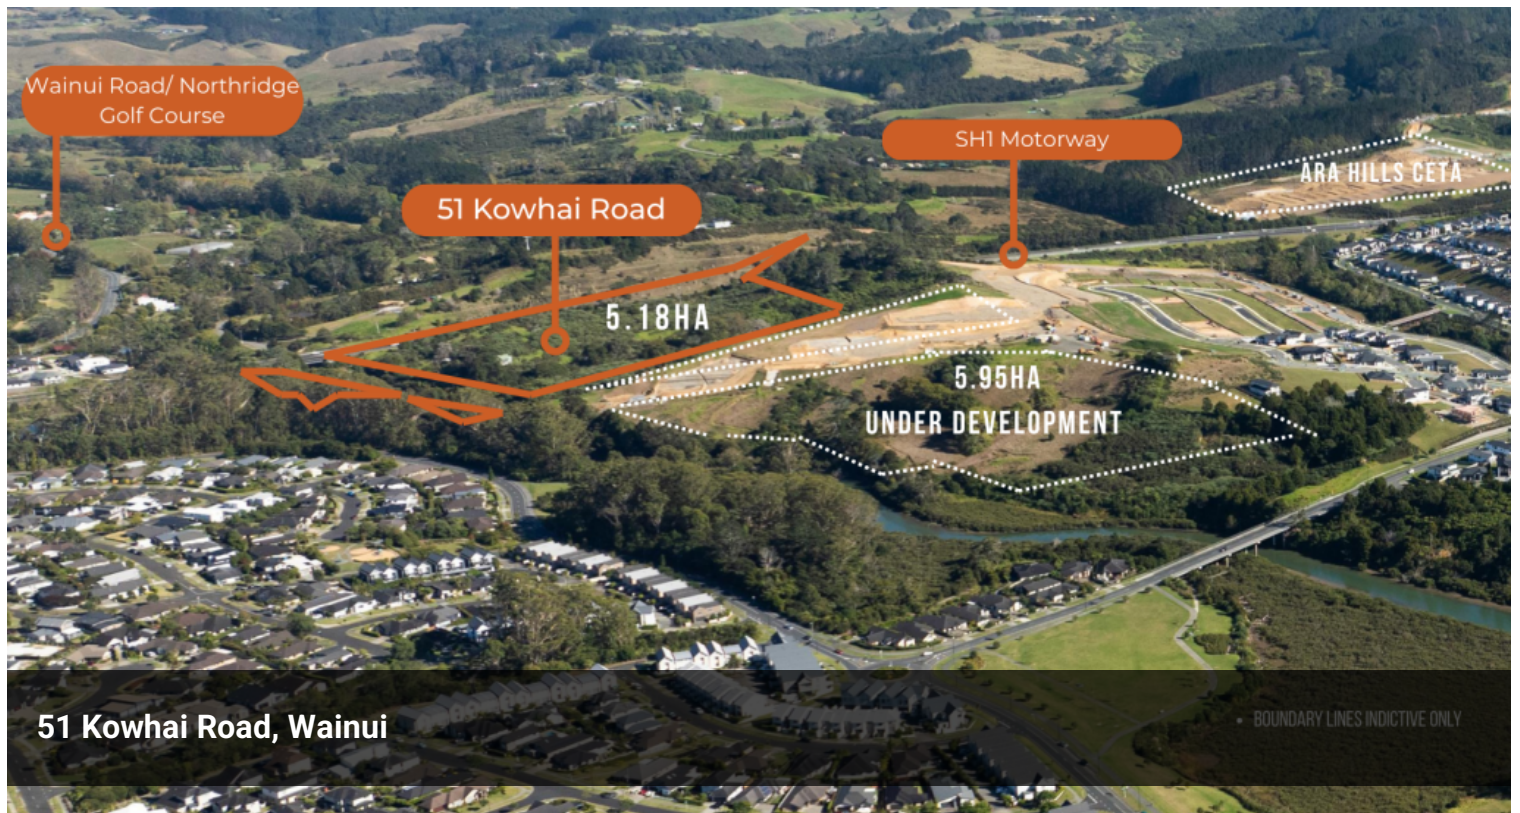 Wainui Road/ Northridge
Golf Course
SH1 Motorway
ARA HILLS CETA
51 Kowhai Road
5.18HA
5.95HA
UNDER DEVELOPMENT
51 Kowhai Road, Wainui
• BOUNDARY LINES INDICTIVE ONLY